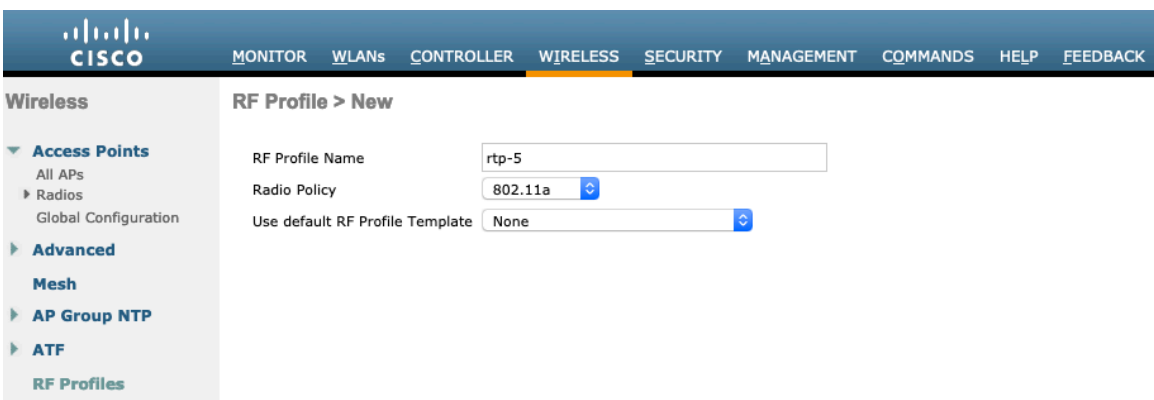 CISCO
MONITOR WLANs CONTROLLER WIRELESS SECURITY MANAGEMENT COMMANDS HELP FEEDBACK
Wireless
Access Points
All APs
Radios
Global Configuration
Advanced
Mesh
AP Group NTP
ATF
RF Profiles
RF Profile > New
RF Profile Name rtp-5
Radio Policy 802.11a
Use default RF Profile Template None